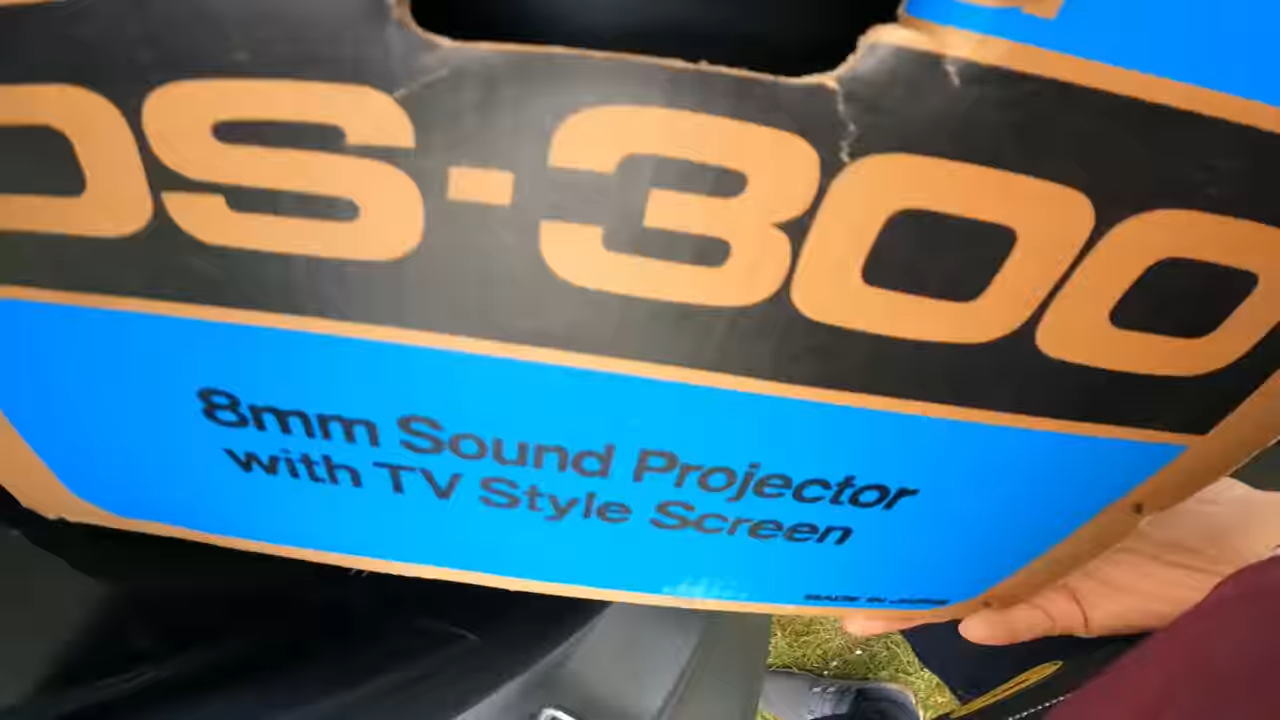 DS-300
8mm Sound Projector
with TV Style Screen
MADE IN JAPAN